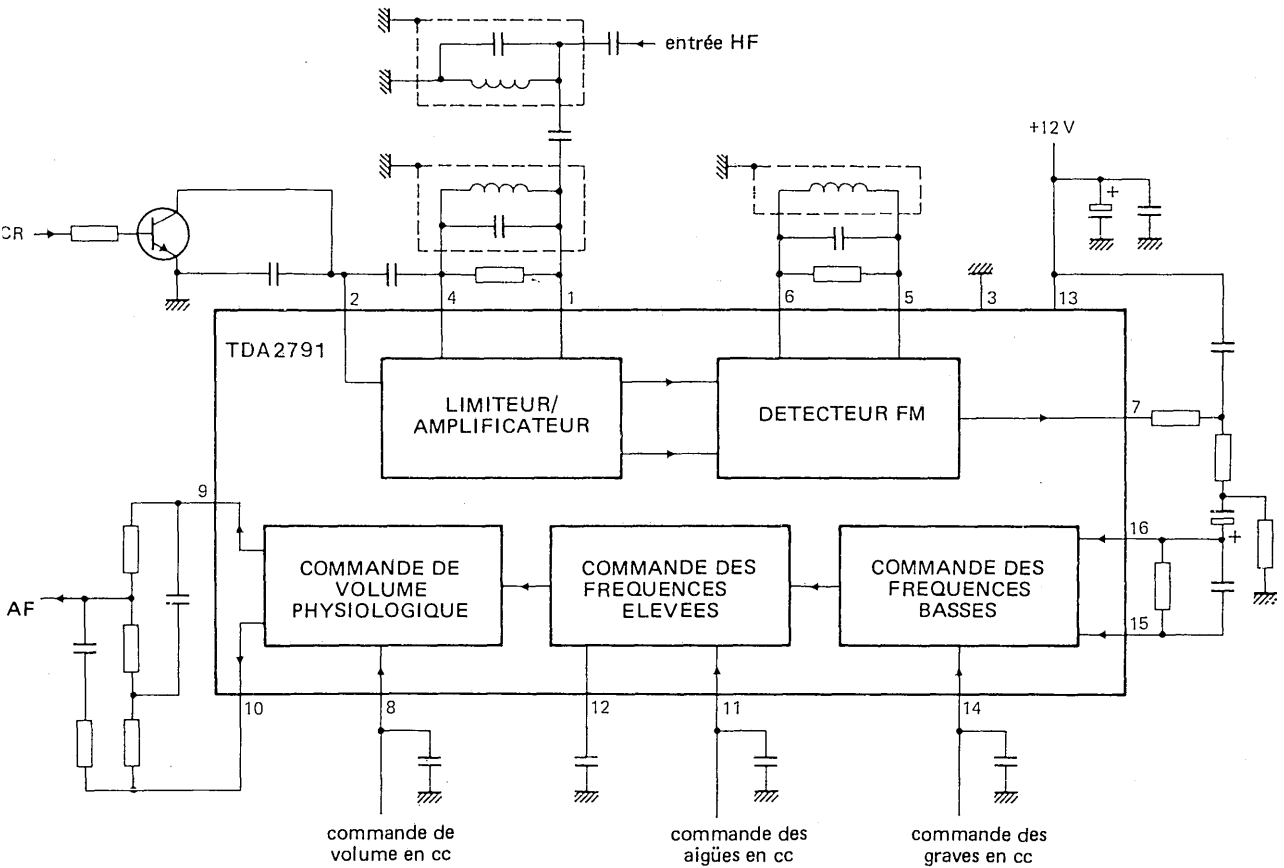 entrée HF
+12 V
+
CR
2
4
1
6
5
3
13
TDA2791
LIMITEUR/
AMPLIFICATEUR
DETECTEUR FM
7
9
16
+
COMMANDE DE
VOLUME
PHYSIOLOGIQUE
COMMANDE DES
FREQUENCES
ELEVEES
COMMANDE DES
FREQUENCES
BASSES
AF
15
10
8
12
11
14
commande de
volume en cc
commande des
aigües en cc
commande des
graves en cc